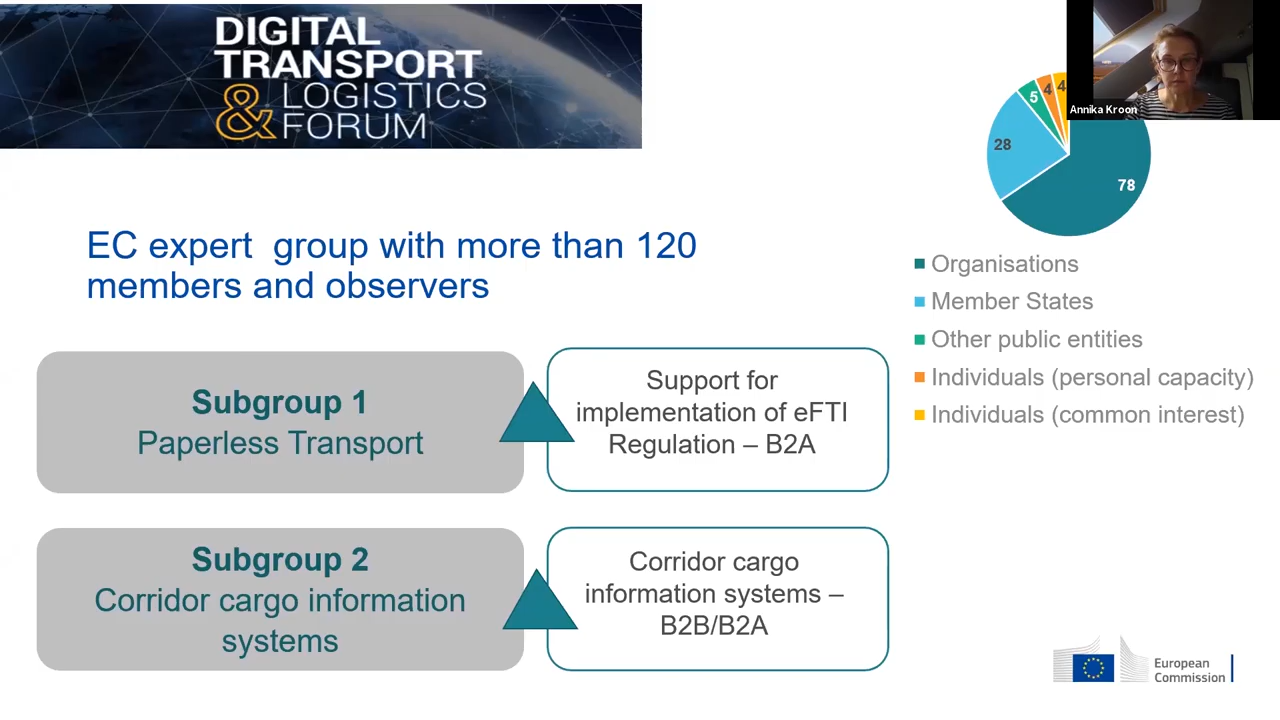 DIGITAL
TRANSPORT
& LOGISTICS
FORUM
Annika Kroon
5
4
4
28
78
EC expert group with more than 120
members and observers
Organisations
Member States
Other public entities
Individuals (personal capacity)
Individuals (common interest)
Subgroup 1
Paperless Transport
Support for
implementation of eFTI
Regulation – B2A
Subgroup 2
Corridor cargo information
systems
Corridor cargo
information systems –
B2B/B2A
European
Commission